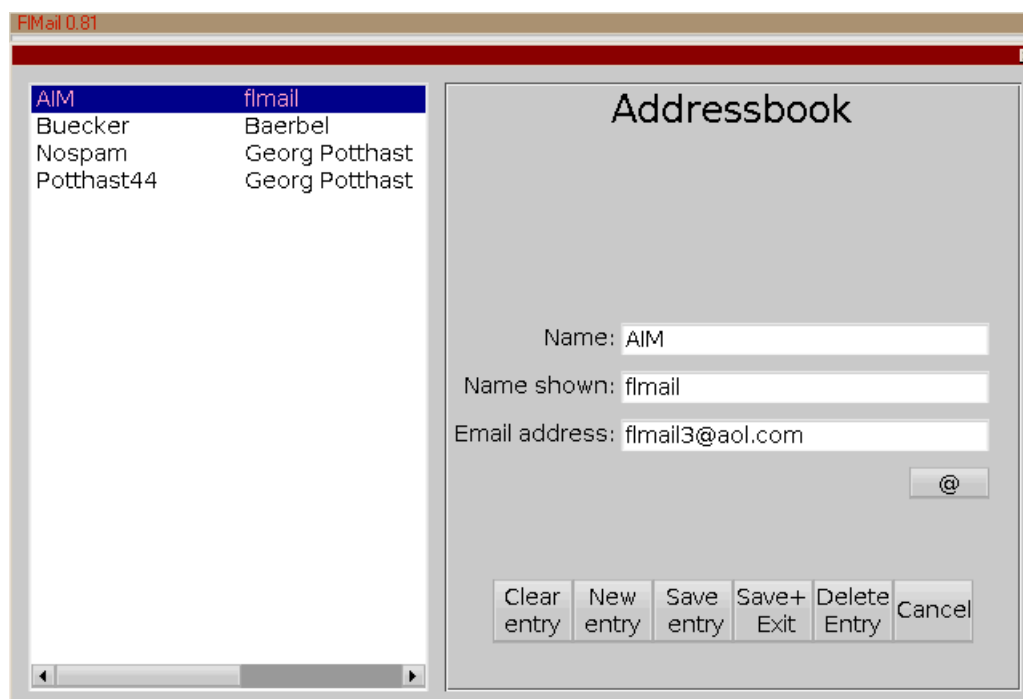 FlMail 0.81
AIM flmail
Buecker Baerbel
Nospam Georg Potthast
Potthast44 Georg Potthast
Addressbook
Name: AIM
Name shown: flmail
Email address: flmail3@aol.com
@
Clear entry New entry Save entry Save+ Exit Delete Entry Cancel